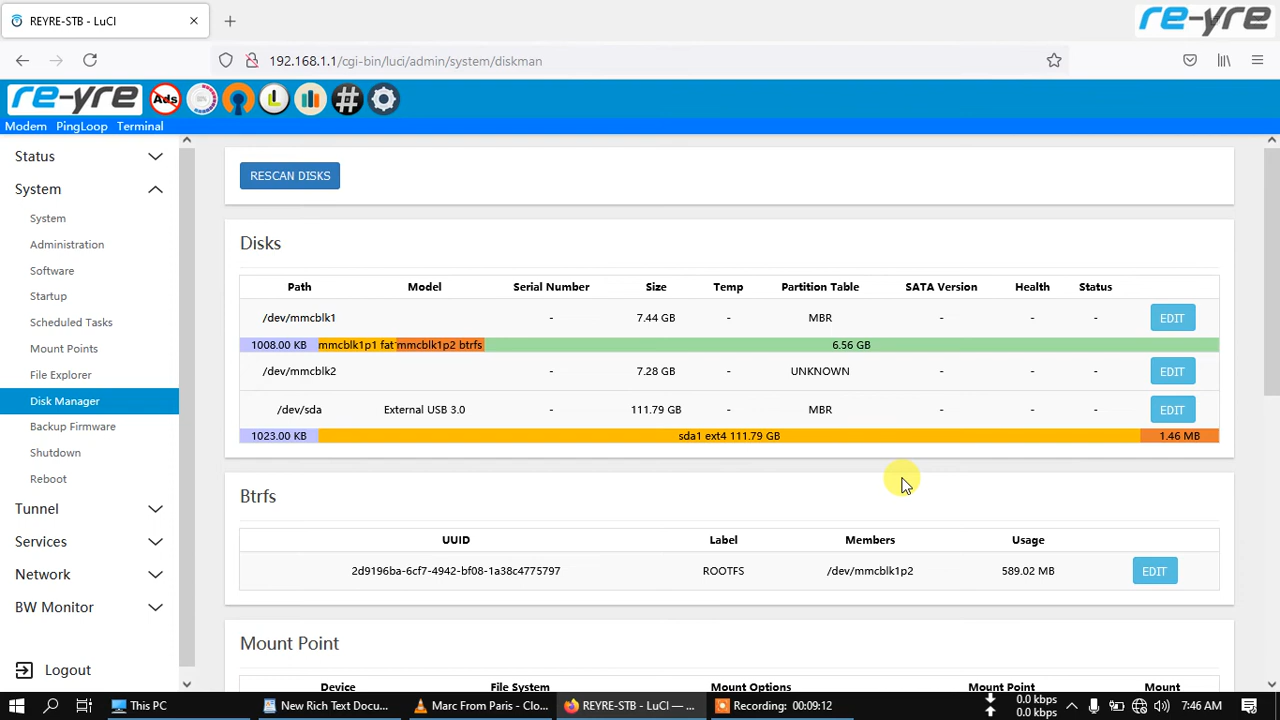 REYRE-STB - LuCI
re-yre
192.168.1.1/cgi-bin/luci/admin/system/diskman
re-yre Ads
Modem PingLoop Terminal
Status
System
System
Administration
Software
Startup
Scheduled Tasks
Mount Points
File Explorer
Disk Manager
Backup Firmware
Shutdown
Reboot
Tunnel
Services
Network
BW Monitor
Logout
RESCAN DISKS
Disks
Path Model Serial Number Size Temp Partition Table SATA Version Health Status
/dev/mmcblk1 - 7.44 GB - MBR - - - EDIT
1008.00 KB mmcblk1p1 fat mmcblk1p2 btrfs 6.56 GB
/dev/mmcblk2 - 7.28 GB - UNKNOWN - - - EDIT
/dev/sda External USB 3.0 - 111.79 GB - MBR - - - EDIT
1023.00 KB sda1 ext4 111.79 GB 1.46 MB
Btrfs
UUID Label Members Usage
2d9196ba-6cf7-4942-bf08-1a38c4775797 ROOTFS /dev/mmcblk1p2 589.02 MB EDIT
Mount Point
Device File System Mount Options Mount Point Mount
This PC New Rich Text Docu... Marc From Paris - Clo... REYRE-STB - LuCI — ... Recording: 00:09:12 0.0 kbps 7:46 AM
0.0 kbps